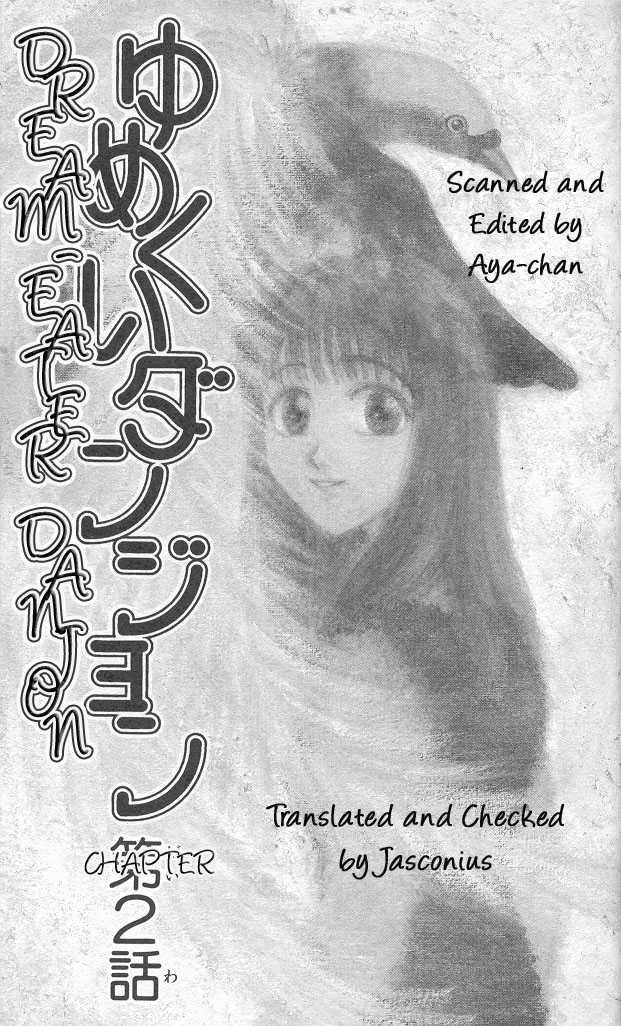 ゆめくりダンジョン
DREAM-EATER DANJON
第2話
わ
CHAPTER
Scanned and
Edited by
Aya-chan
Translated and Checked
by Jasconius